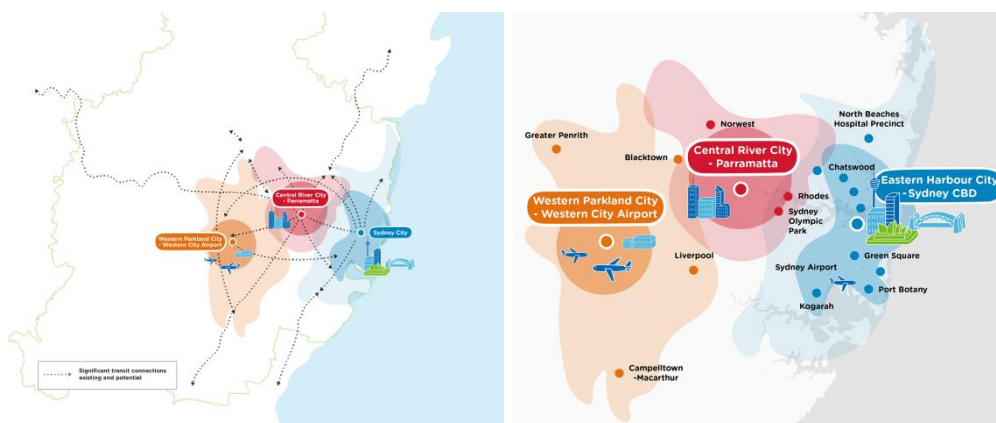 Central River City
- Parramatta
Western Parkland City
- Western City Airport
Sydney City
Significant transit connections
existing and potential
North Beaches
Hospital Precinct
Greater Penrith
Norwest
Blacktown
Central River City
- Parramatta
Chatswood
Eastern Harbour City
-Sydney CBD
Rhodes
Western Parkland City
- Western City Airport
Sydney
Olympic
Park
Liverpool
Sydney Airport
Green Square
Port Botany
Kogarah
Campelltown
-Macarthur